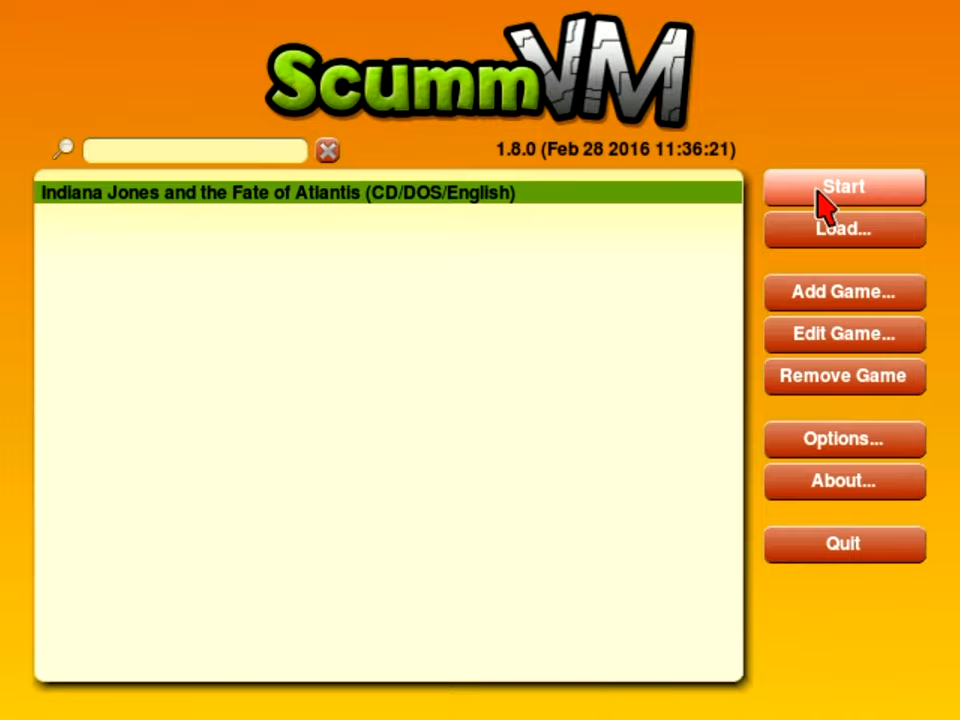 ScummVM
1.8.0 (Feb 28 2016 11:36:21)
Indiana Jones and the Fate of Atlantis (CD/DOS/English)
Start
Load...
Add Game...
Edit Game...
Remove Game
Options...
About...
Quit